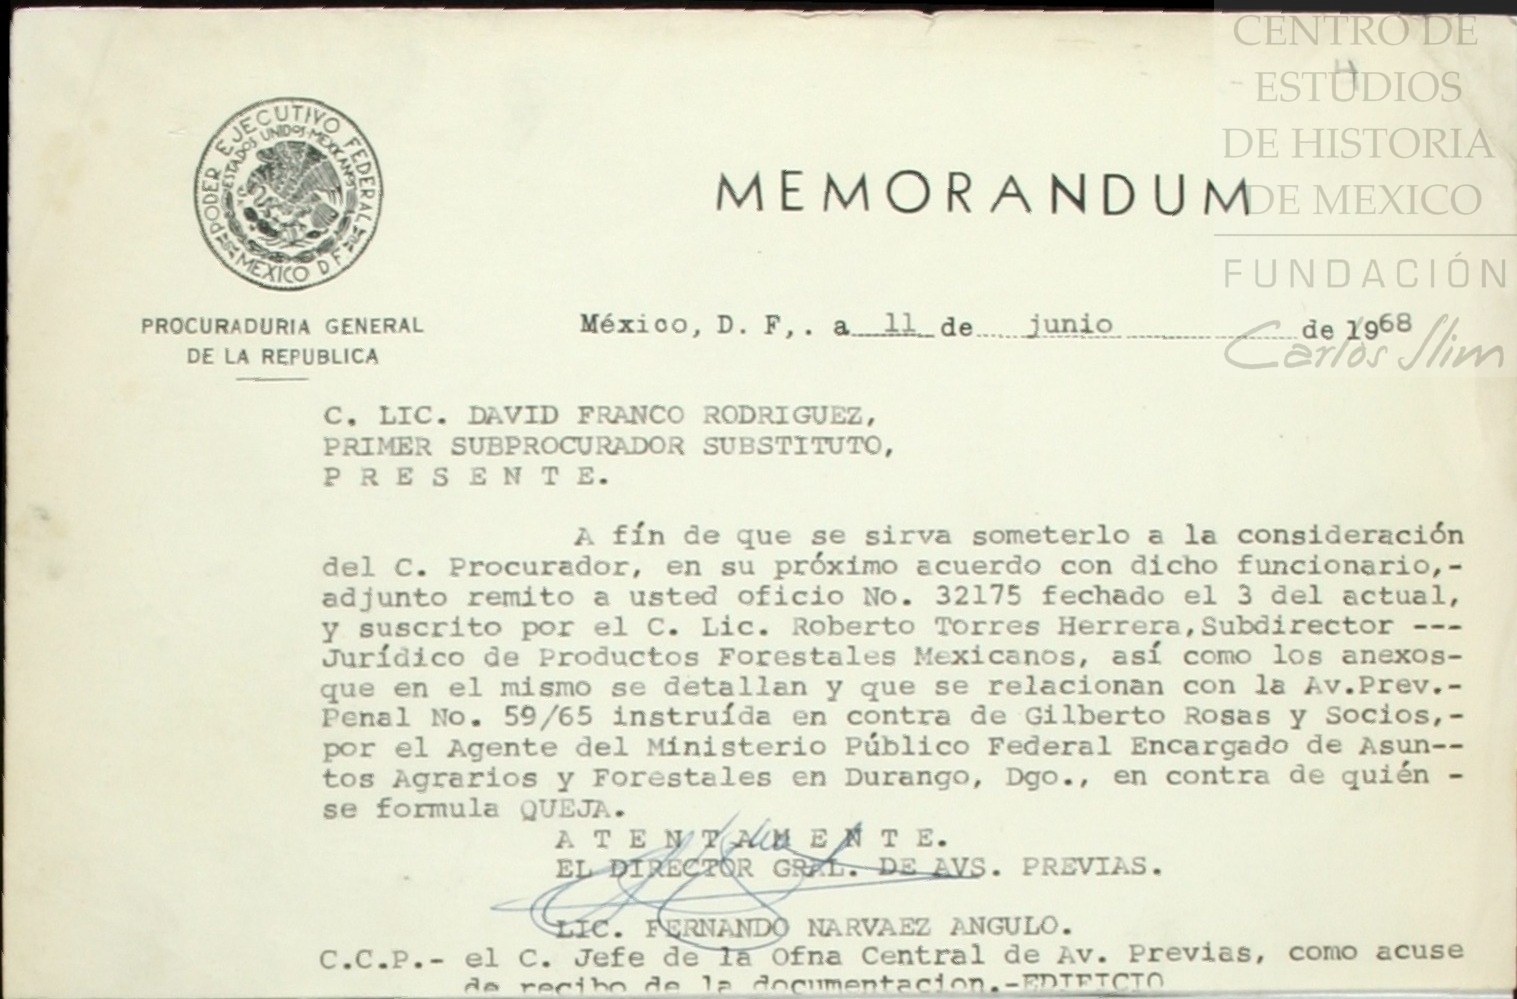 CENTRO DE
ESTUDIOS
DE HISTORIA
DE MEXICO
FUNDACIÓN
Carlos Slim
PODER EJECUTIVO FEDERAL
ESTADOS UNIDOS MEXICANOS
MEXICO D F
MEMORANDUM
PROCURADURIA GENERAL
DE LA REPUBLICA
México, D. F,. a 11 de junio de 1968
C. LIC. DAVID FRANCO RODRIGUEZ,
PRIMER SUBPROCURADOR SUBSTITUTO,
P R E S E N T E.
A fín de que se sirva someterlo a la consideración
del C. Procurador, en su próximo acuerdo con dicho funcionario,-
adjunto remito a usted oficio No. 32175 fechado el 3 del actual,
y suscrito por el C. Lic. Roberto Torres Herrera,Subdirector ---
Jurídico de Productos Forestales Mexicanos, así como los anexos-
que en el mismo se detallan y que se relacionan con la Av.Prev.-
Penal No. 59/65 instruída en contra de Gilberto Rosas y Socios,-
por el Agente del Ministerio Público Federal Encargado de Asun--
tos Agrarios y Forestales en Durango, Dgo., en contra de quién -
se formula QUEJA.
A T E N T A M E N T E.
EL DIRECTOR GRAL. DE AVS. PREVIAS.
LIC. FERNANDO NARVAEZ ANGULO.
C.C.P.- el C. Jefe de la Ofna Central de Av. Previas, como acuse
de recibo de la documentacion.-EDIFICIO